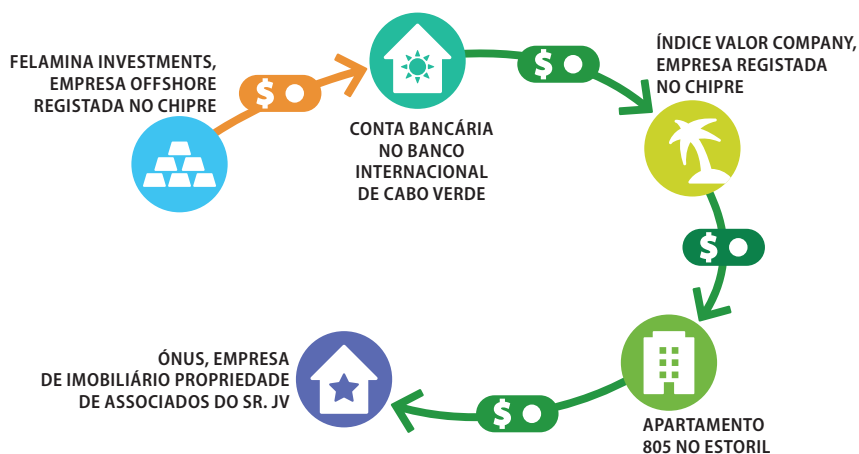 FELAMINA INVESTMENTS,
EMPRESA OFFSHORE
REGISTADA NO CHIPRE
$
CONTA BANCÁRIA
NO BANCO
INTERNACIONAL
DE CABO VERDE
$
ÍNDICE VALOR COMPANY,
EMPRESA REGISTADA
NO CHIPRE
$
APARTAMENTO
805 NO ESTORIL
$
ÓNUS, EMPRESA
DE IMOBILIÁRIO PROPRIEDADE
DE ASSOCIADOS DO SR. JV